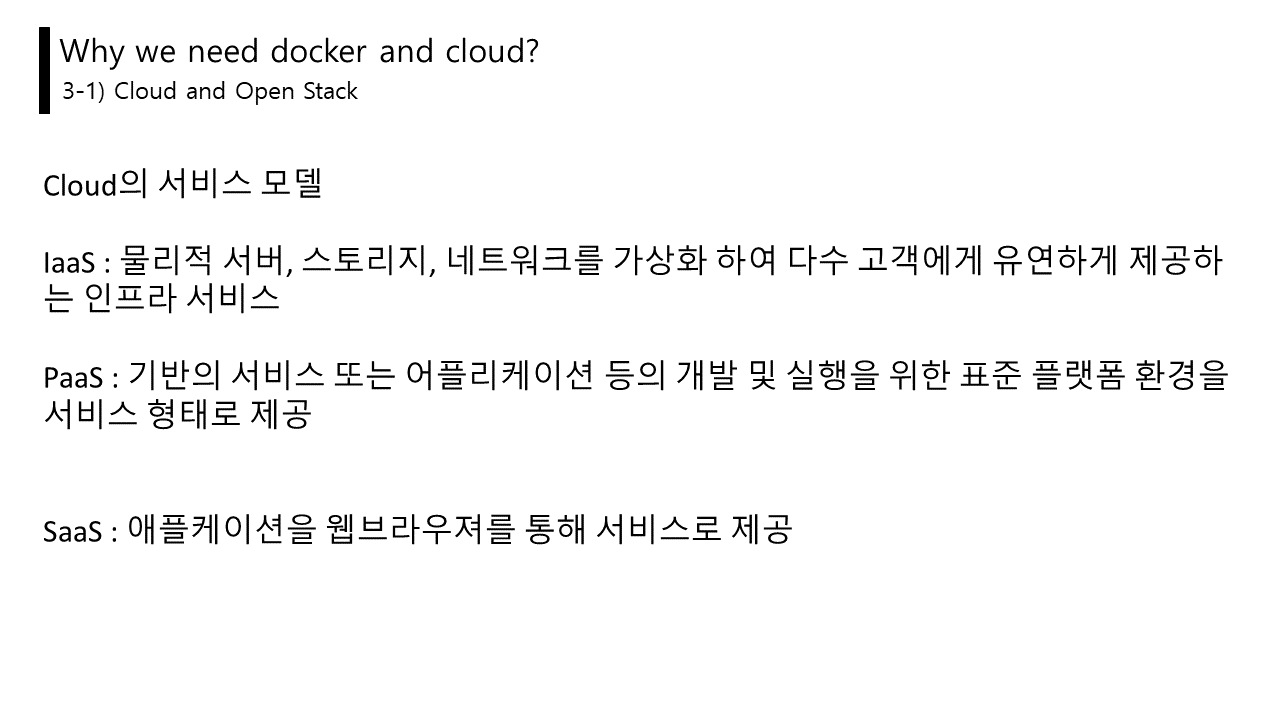 Why we need docker and cloud?
3-1) Cloud and Open Stack
Cloud의 서비스 모델
IaaS : 물리적 서버, 스토리지, 네트워크를 가상화 하여 다수 고객에게 유연하게 제공하
는 인프라 서비스
PaaS : 기반의 서비스 또는 어플리케이션 등의 개발 및 실행을 위한 표준 플랫폼 환경을
서비스 형태로 제공
SaaS : 애플케이션을 웹브라우져를 통해 서비스로 제공